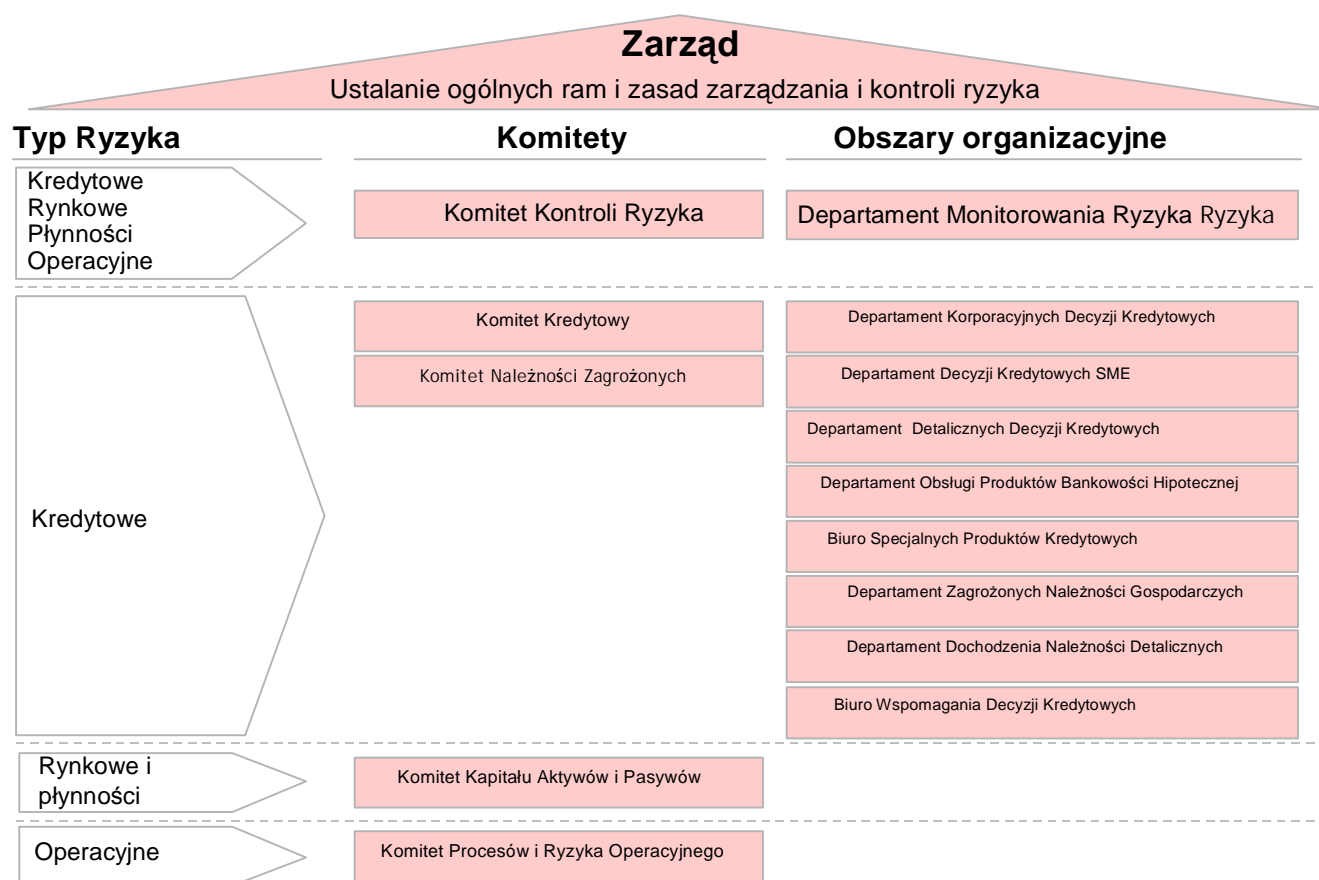 Zarząd
Ustalanie ogólnych ram i zasad zarządzania i kontroli ryzyka
Typ Ryzyka
Komitety
Obszary organizacyjne
Kredytowe
Rynkowe
Płynności
Operacyjne
Komitet Kontroli Ryzyka
Departament Monitorowania Ryzyka Ryzyka
Kredytowe
Komitet Kredytowy
Komitet Należności Zagrożonych
Departament Korporacyjnych Decyzji Kredytowych
Departament Decyzji Kredytowych SME
Departament Detalicznych Decyzji Kredytowych
Departament Obsługi Produktów Bankowości Hipotecznej
Biuro Specjalnych Produktów Kredytowych
Departament Zagrożonych Należności Gospodarczych
Departament Dochodzenia Należności Detalicznych
Biuro Wspomagania Decyzji Kredytowych
Rynkowe i
płynności
Komitet Kapitału Aktywów i Pasywów
Operacyjne
Komitet Procesów i Ryzyka Operacyjnego